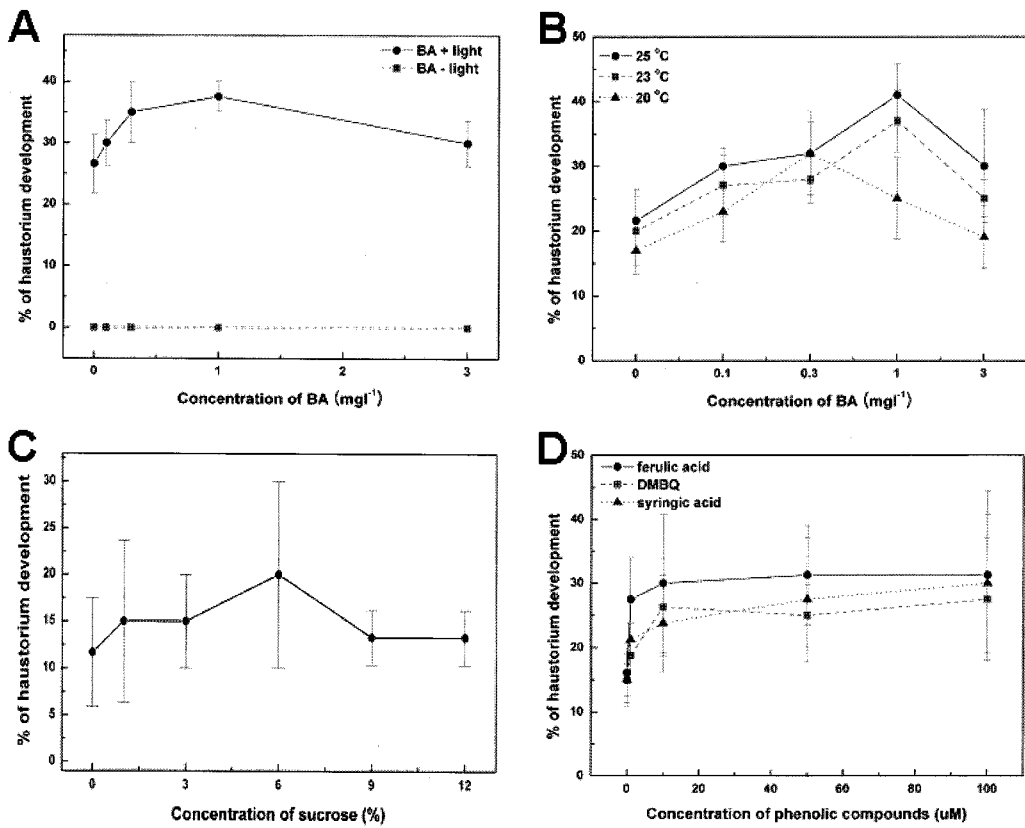 A
BA + light
BA - light
% of haustorium development
40
30
20
10
0
0
1
2
3
Concentration of BA (mgl⁻¹)
B
25 °C
23 °C
20 °C
% of haustorium development
50
40
30
20
10
0
0
0.1
0.3
1
3
Concentration of BA (mgl⁻¹)
C
% of haustorium development
30
25
20
15
10
5
0
0
3
6
9
12
Concentration of sucrose (%)
D
ferulic acid
DMBQ
syringic acid
% of haustorium development
50
40
30
20
10
0
0
20
40
60
80
100
Concentration of phenolic compounds (uM)